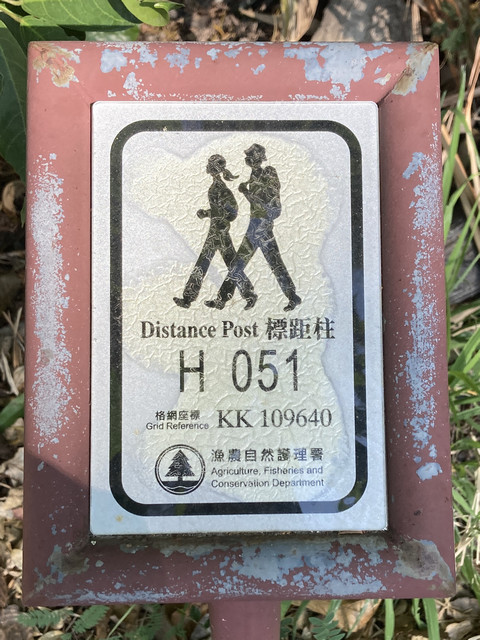 Distance Post 標距柱
H 051
格網座標
Grid Reference KK 109640
漁農自然護理署
Agriculture, Fisheries and
Conservation Department